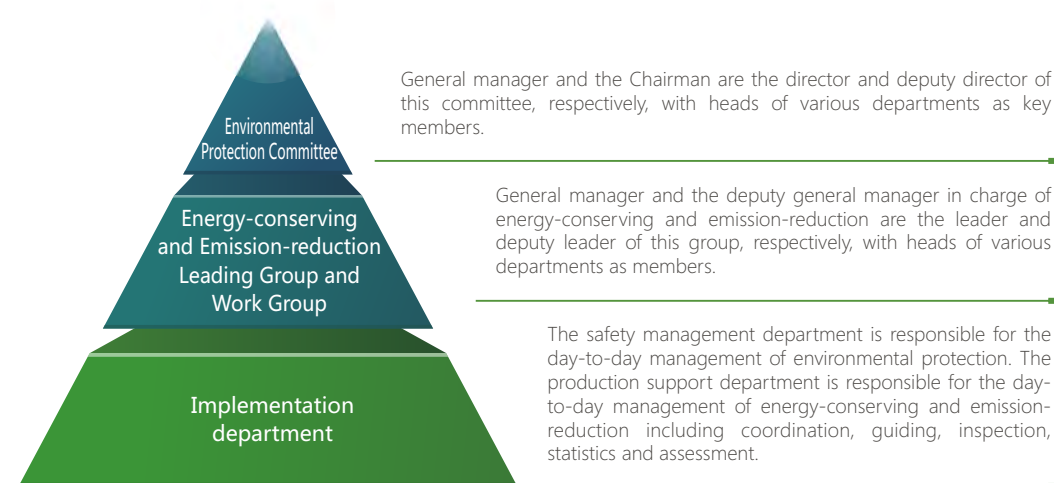 Environmental
Protection Committee
General manager and the Chairman are the director and deputy director of
this committee, respectively, with heads of various departments as key
members.
Energy-conserving
and Emission-reduction
Leading Group and
Work Group
General manager and the deputy general manager in charge of
energy-conserving and emission-reduction are the leader and
deputy leader of this group, respectively, with heads of various
departments as members.
Implementation
department
The safety management department is responsible for the
day-to-day management of environmental protection. The
production support department is responsible for the day-
to-day management of energy-conserving and emission-
reduction including coordination, guiding, inspection,
statistics and assessment.